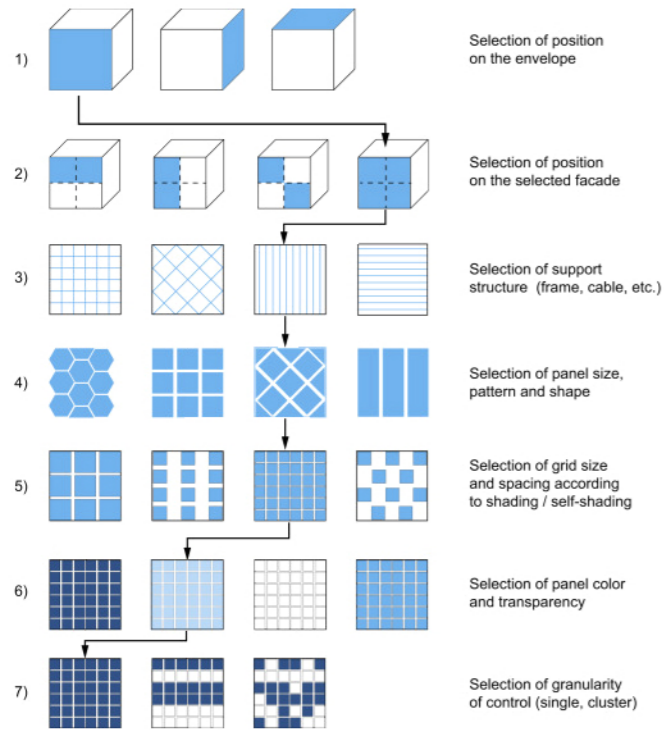 1)
Selection of position
on the envelope
2)
Selection of position
on the selected facade
3)
Selection of support
structure (frame, cable, etc.)
4)
Selection of panel size,
pattern and shape
5)
Selection of grid size
and spacing according
to shading / self-shading
6)
Selection of panel color
and transparency
7)
Selection of granularity
of control (single, cluster)